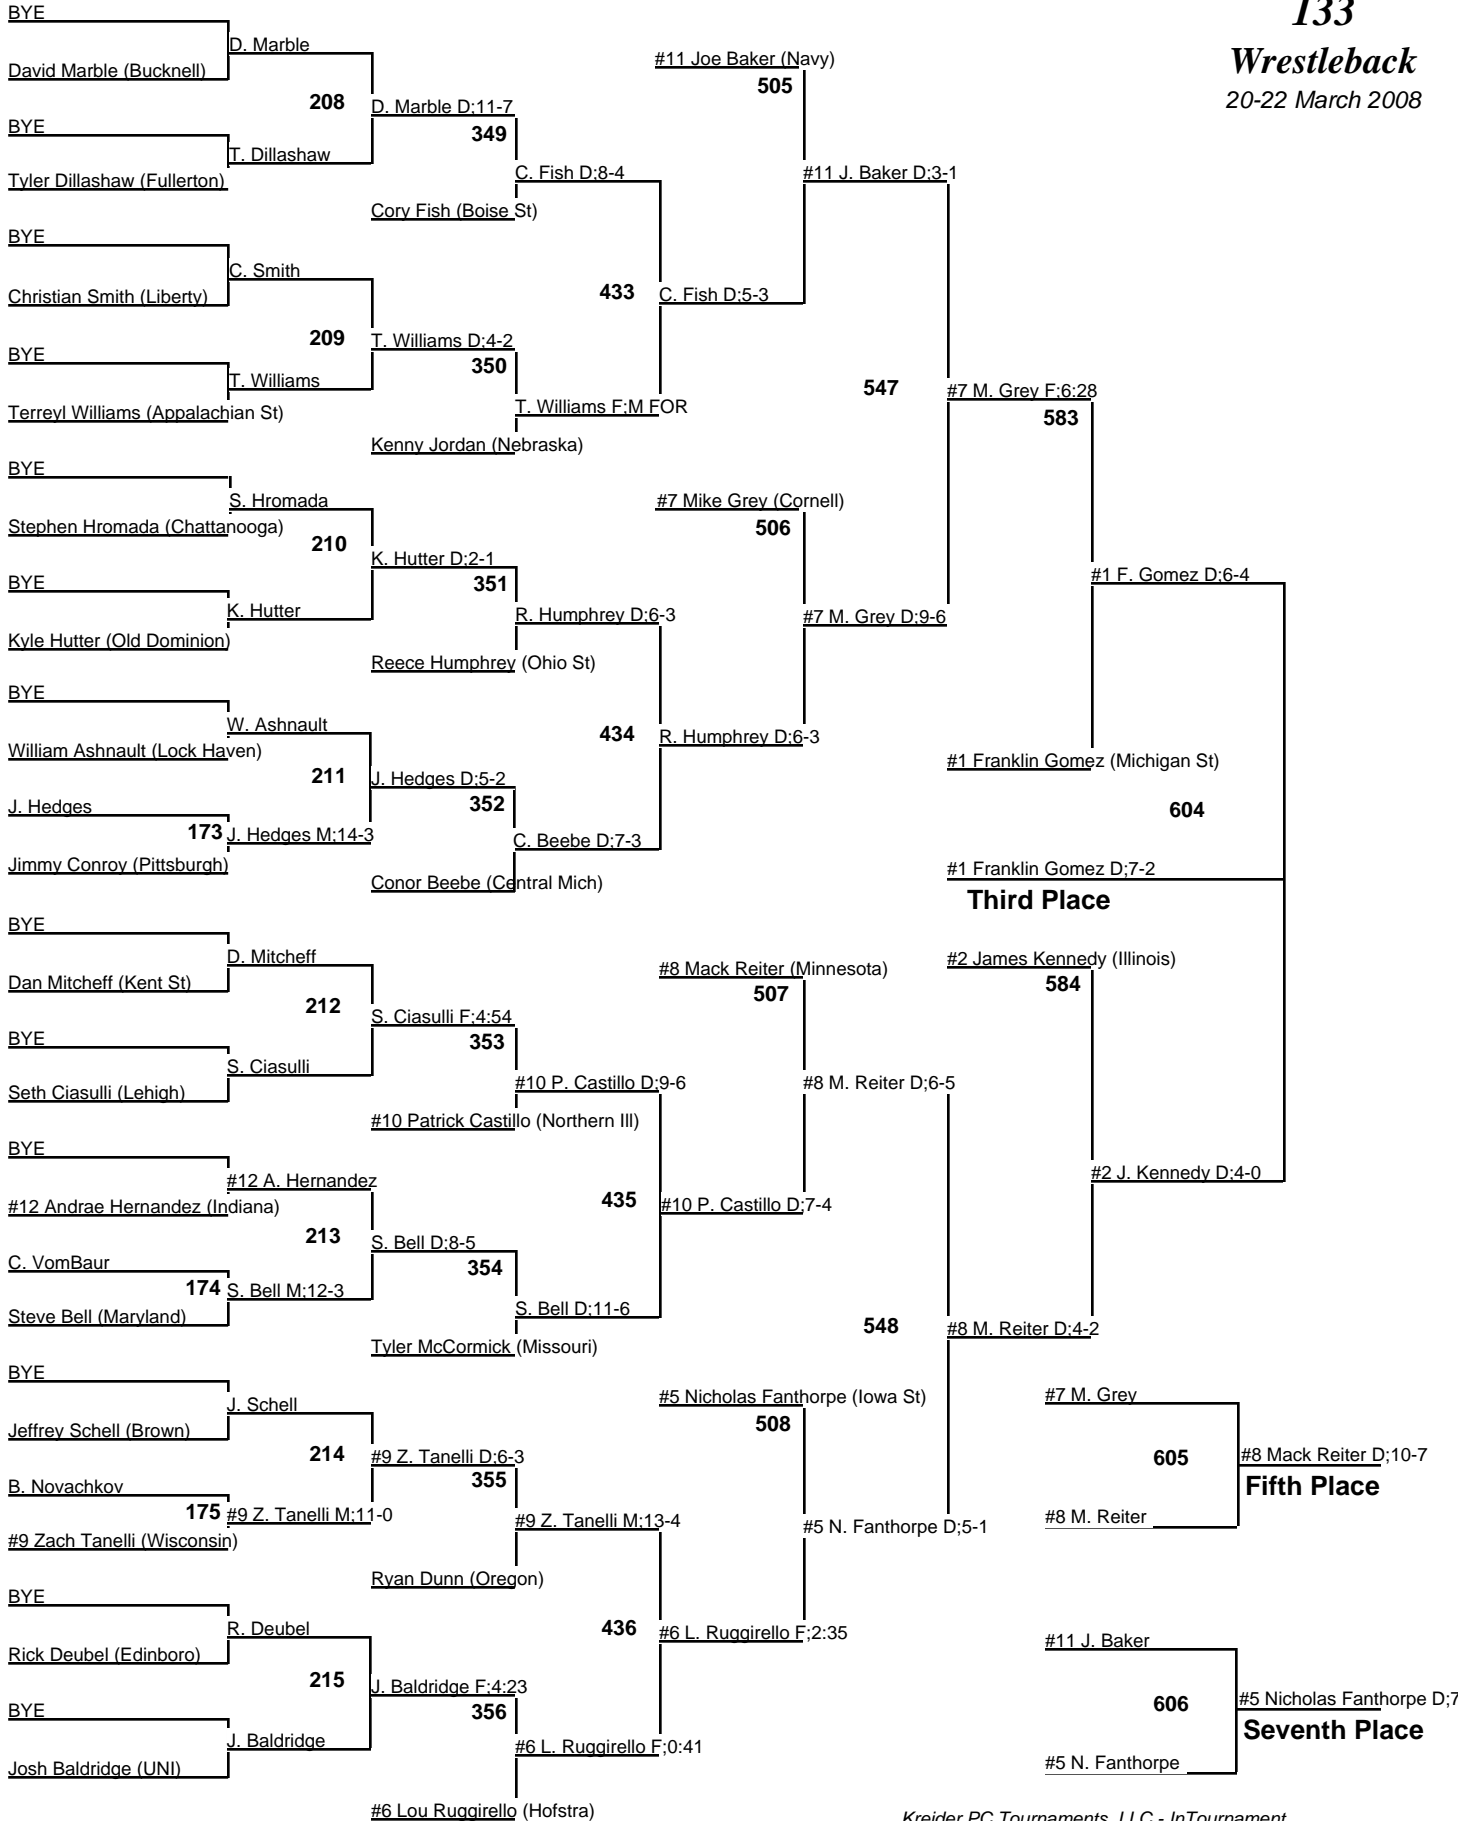 133
Wrestleback
20-22 March 2008
BYE
D. Marble
David Marble (Bucknell)
208
D. Marble D;11-7
349
BYE
T. Dillashaw
Tyler Dillashaw (Fullerton)
C. Fish D;8-4
Cory Fish (Boise St)
BYE
C. Smith
Christian Smith (Liberty)
433
C. Fish D;5-3
209
T. Williams D;4-2
350
BYE
T. Williams
Terreyl Williams (Appalachian St)
T. Williams F;M FOR
Kenny Jordan (Nebraska)
#11 Joe Baker (Navy)
505
#11 J. Baker D;3-1
547
#7 M. Grey F;6:28
583
BYE
S. Hromada
Stephen Hromada (Chattanooga)
210
K. Hutter D;2-1
351
BYE
K. Hutter
Kyle Hutter (Old Dominion)
R. Humphrey D;6-3
Reece Humphrey (Ohio St)
#7 Mike Grey (Cornell)
506
#7 M. Grey D;9-6
#1 F. Gomez D;6-4
BYE
W. Ashnault
William Ashnault (Lock Haven)
434
R. Humphrey D;6-3
211
J. Hedges D;5-2
352
J. Hedges
173
J. Hedges M;14-3
Jimmy Conroy (Pittsburgh)
C. Beebe D;7-3
Conor Beebe (Central Mich)
#1 Franklin Gomez (Michigan St)
604
#1 Franklin Gomez D;7-2
Third Place
BYE
D. Mitcheff
Dan Mitcheff (Kent St)
212
S. Ciasulli F;4:54
353
BYE
S. Ciasulli
Seth Ciasulli (Lehigh)
#10 P. Castillo D;9-6
#10 Patrick Castillo (Northern Ill)
#8 Mack Reiter (Minnesota)
507
#8 M. Reiter D;6-5
#2 James Kennedy (Illinois)
584
#2 J. Kennedy D;4-0
BYE
#12 A. Hernandez
#12 Andrae Hernandez (Indiana)
435
#10 P. Castillo D;7-4
213
S. Bell D;8-5
354
C. VomBaur
174
S. Bell M;12-3
Steve Bell (Maryland)
S. Bell D;11-6
Tyler McCormick (Missouri)
548
#8 M. Reiter D;4-2
BYE
J. Schell
Jeffrey Schell (Brown)
214
#9 Z. Tanelli D;6-3
355
B. Novachkov
175
#9 Z. Tanelli M;11-0
#9 Zach Tanelli (Wisconsin)
#9 Z. Tanelli M;13-4
Ryan Dunn (Oregon)
#5 Nicholas Fanthorpe (Iowa St)
508
#5 N. Fanthorpe D;5-1
#7 M. Grey
605
#8 Mack Reiter D;10-7
Fifth Place
#8 M. Reiter
BYE
R. Deubel
Rick Deubel (Edinboro)
436
#6 L. Ruggirello F;2:35
215
J. Baldridge F;4:23
356
BYE
J. Baldridge
Josh Baldridge (UNI)
#6 L. Ruggirello F;0:41
#6 Lou Ruggirello (Hofstra)
#11 J. Baker
606
#5 Nicholas Fanthorpe D;7
Seventh Place
#5 N. Fanthorpe
Kreider PC Tournaments, LLC - InTournament